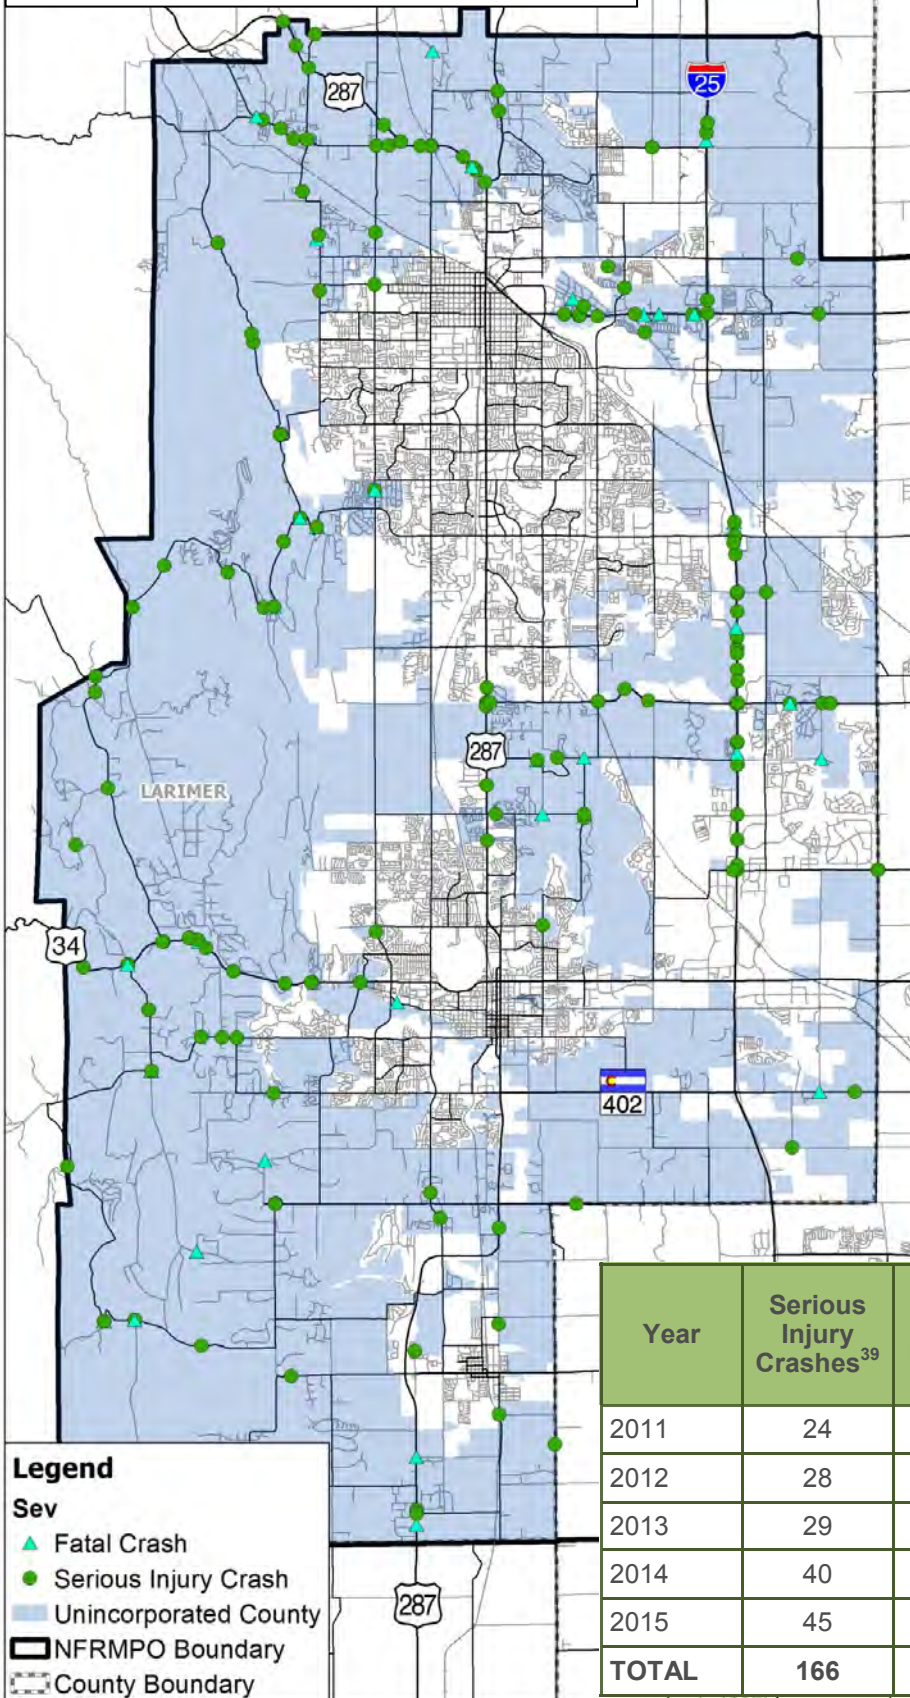 287
25
287
LARIMER
34
402
Year
Serious
Injury
Crashes39
2011 24
2012 28
2013 29
2014 40
2015 45
TOTAL 166
Legend
Sev
Fatal Crash
Serious Injury Crash
Unincorporated County
NFRMPO Boundary
County Boundary
287